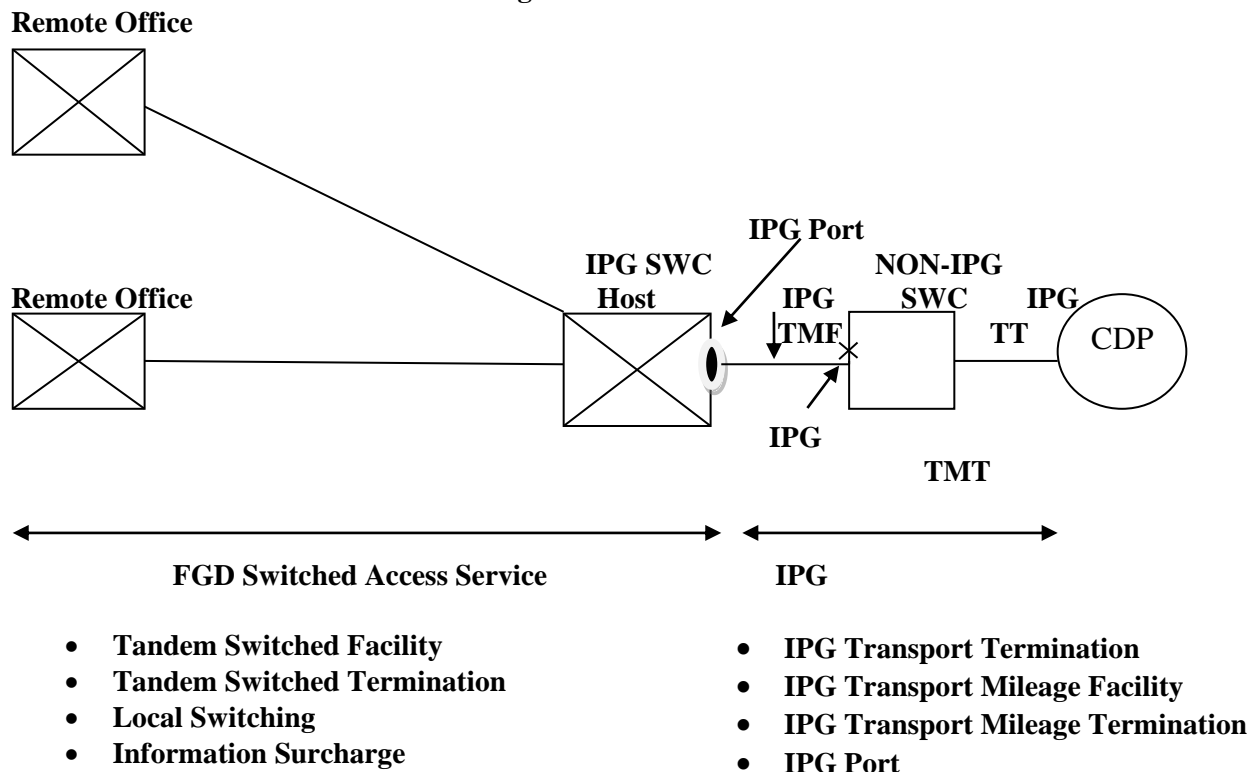 Remote Office
IPG Port
IPG SWC
Host
NON-IPG
SWC
Remote Office
IPG
TMF
IPG
TT
CDP
IPG
TMT
FGD Switched Access Service
IPG
• Tandem Switched Facility
• Tandem Switched Termination
• Local Switching
• Information Surcharge
• IPG Transport Termination
• IPG Transport Mileage Facility
• IPG Transport Mileage Termination
• IPG Port